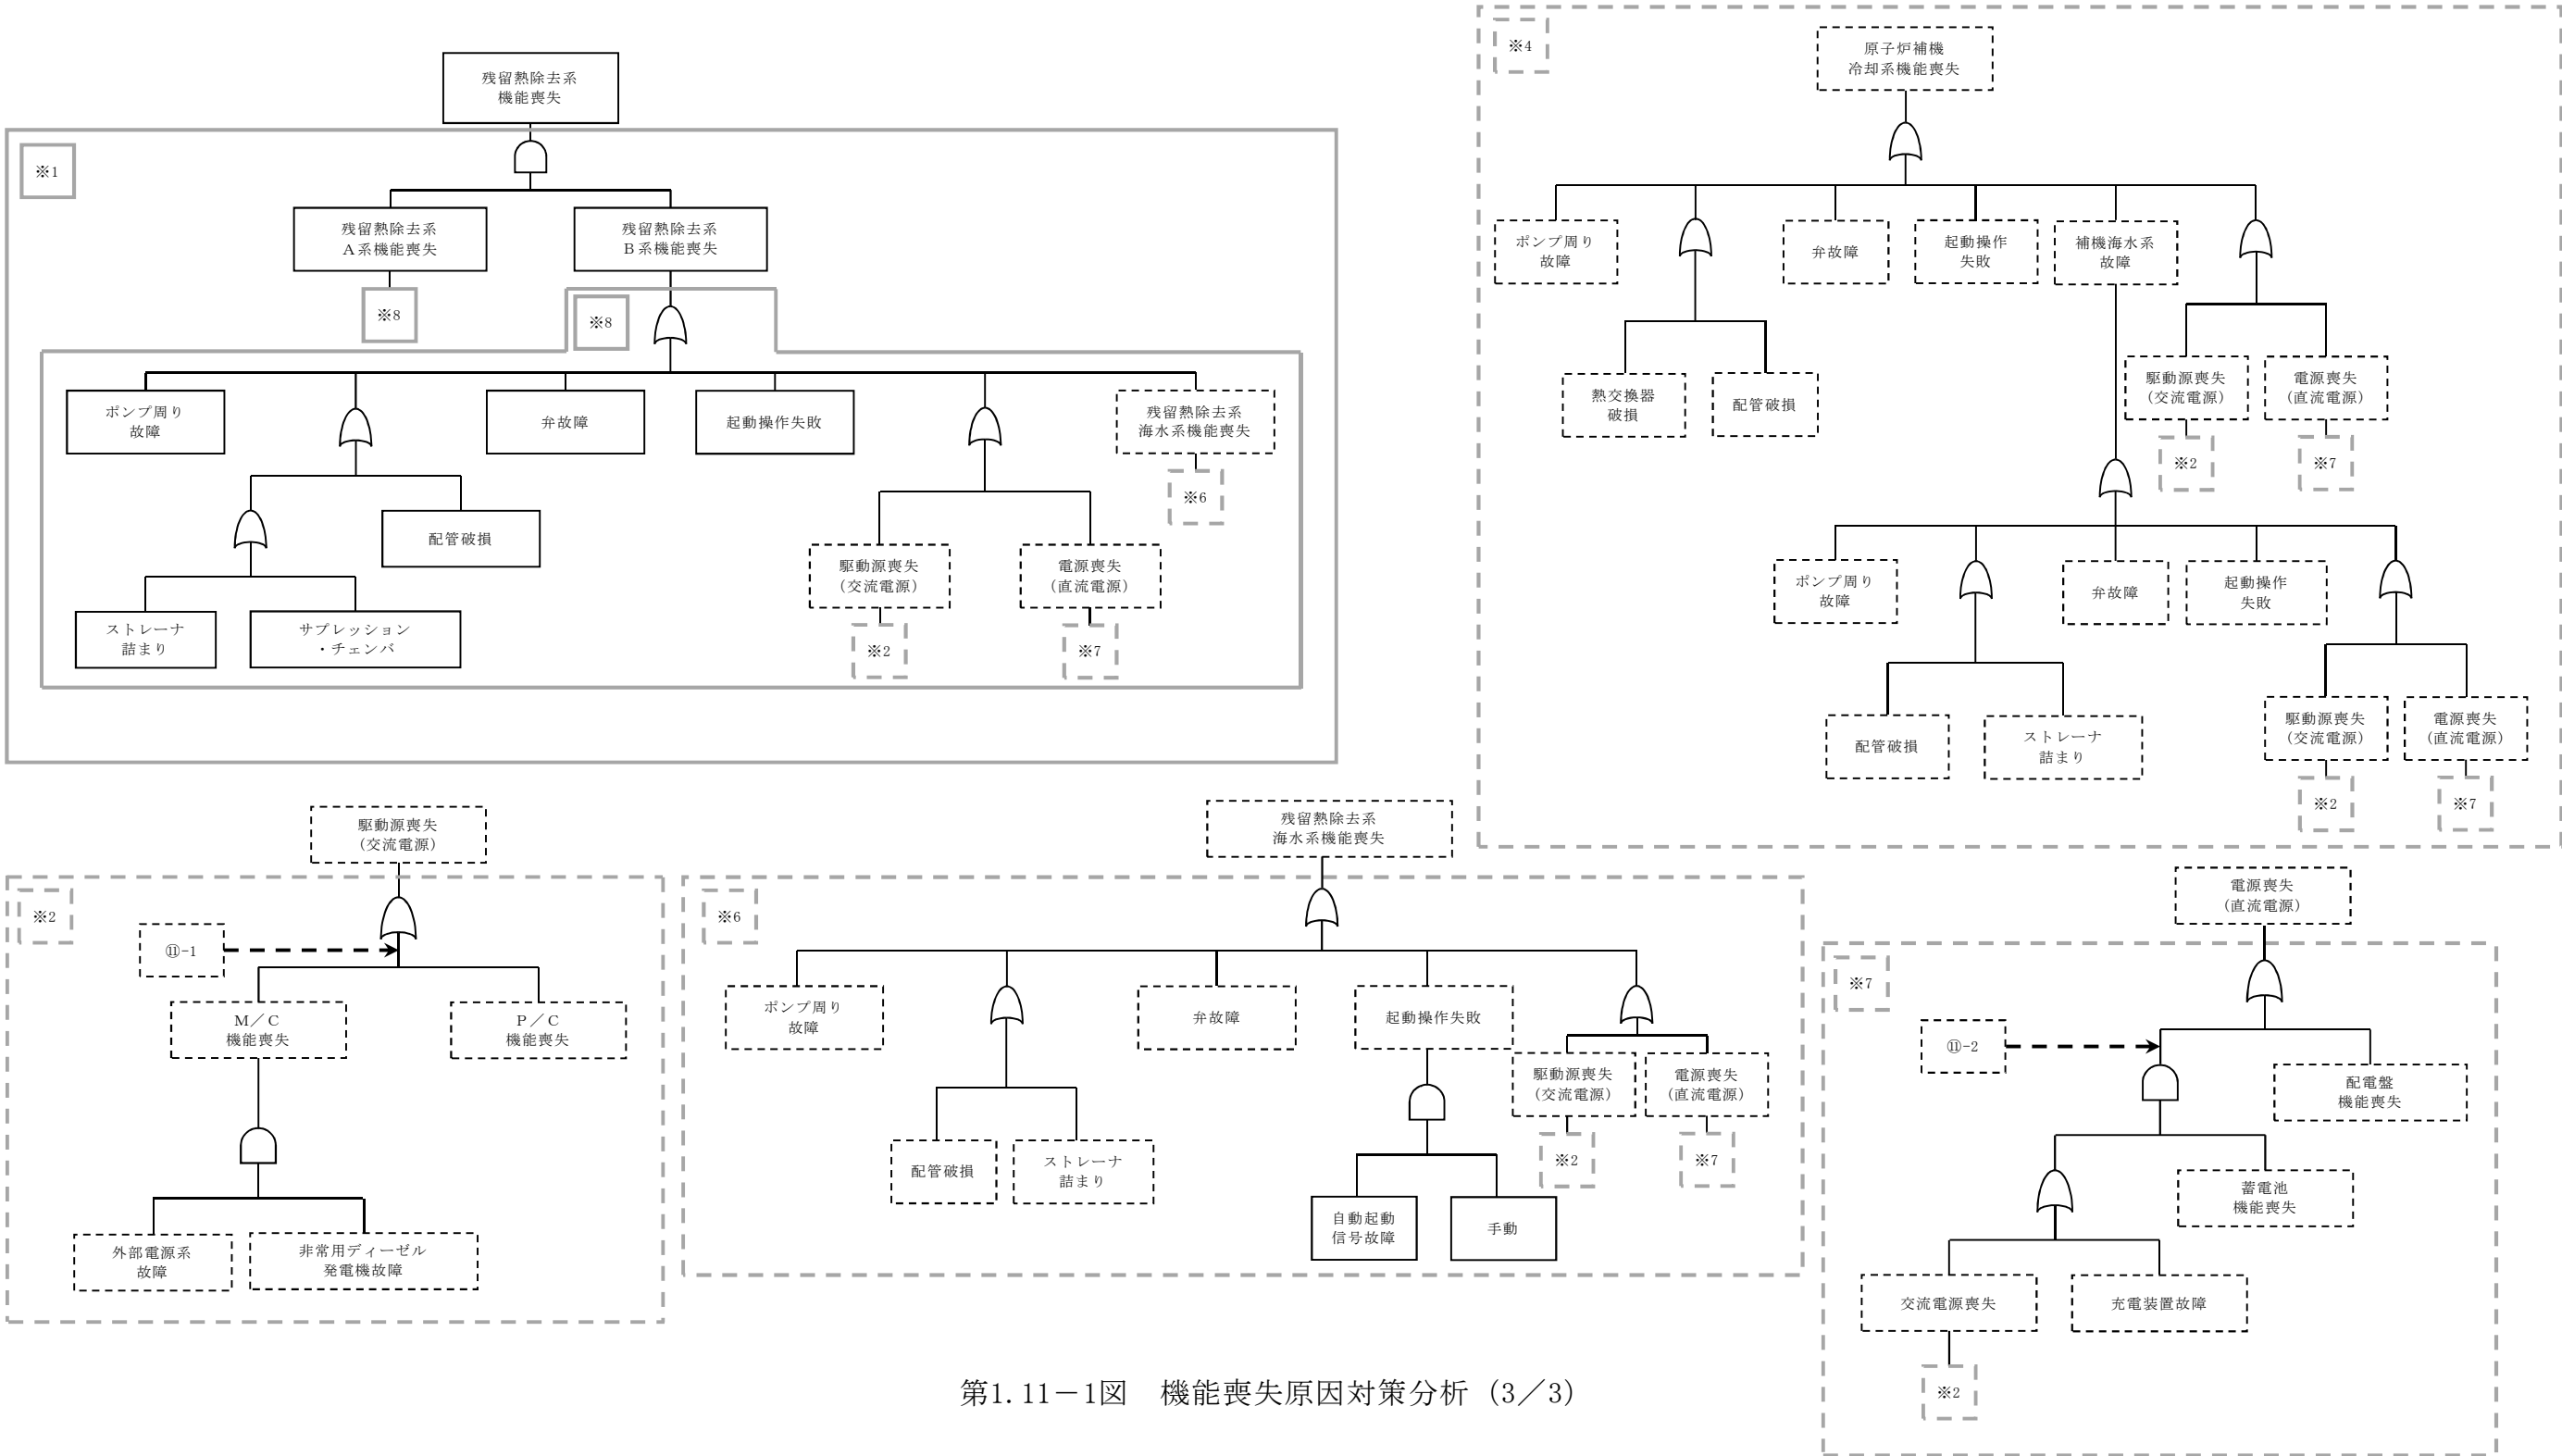 残留熱除去系
機能喪失
※1
残留熱除去系
A系機能喪失
残留熱除去系
B系機能喪失
※8
※8
ポンプ周り
故障
弁故障
起動操作失敗
残留熱除去系
海水系機能喪失
※6
配管破損
駆動源喪失
（交流電源）
電源喪失
（直流電源）
※2
※7
ストレーナ
詰まり
サプレッション
・チェンバ
※4
原子炉補機
冷却系機能喪失
ポンプ周り
故障
弁故障
起動操作
失敗
補機海水系
故障
熱交換器
破損
配管破損
駆動源喪失
（交流電源）
電源喪失
（直流電源）
※2
※7
ポンプ周り
故障
弁故障
起動操作
失敗
配管破損
ストレーナ
詰まり
駆動源喪失
（交流電源）
電源喪失
（直流電源）
※2
※7
駆動源喪失
（交流電源）
※2
⑪-1
M／C
機能喪失
P／C
機能喪失
外部電源系
故障
非常用ディーゼル
発電機故障
残留熱除去系
海水系機能喪失
※6
ポンプ周り
故障
弁故障
起動操作失敗
駆動源喪失
（交流電源）
電源喪失
（直流電源）
※2
※7
配管破損
ストレーナ
詰まり
自動起動
信号故障
手動
電源喪失
（直流電源）
※7
⑪-2
配電盤
機能喪失
蓄電池
機能喪失
交流電源喪失
充電装置故障
※2
第1.11－1図　機能喪失原因対策分析（3／3）